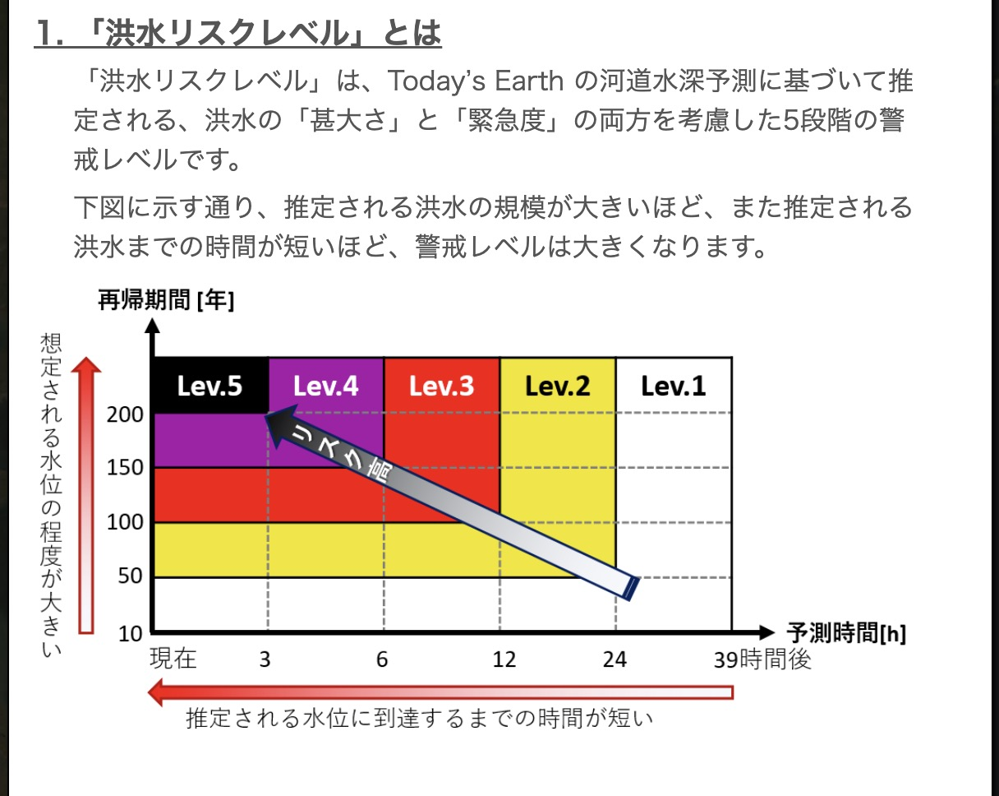 1. 「洪水リスクレベル」とは
「洪水リスクレベル」は、Today's Earth の河道水深予測に基づいて推
定される、洪水の「甚大さ」と「緊急度」の両方を考慮した5段階の警
戒レベルです。
下図に示す通り、推定される洪水の規模が大きいほど、また推定される
洪水までの時間が短いほど、警戒レベルは大きくなります。
再帰期間 [年]
想定される水位の程度が大きい
Lev.5 Lev.4 Lev.3 Lev.2 Lev.1
200
リスク高
150
100
50
10
予測時間[h]
現在 3 6 12 24 39時間後
推定される水位に到達するまでの時間が短い